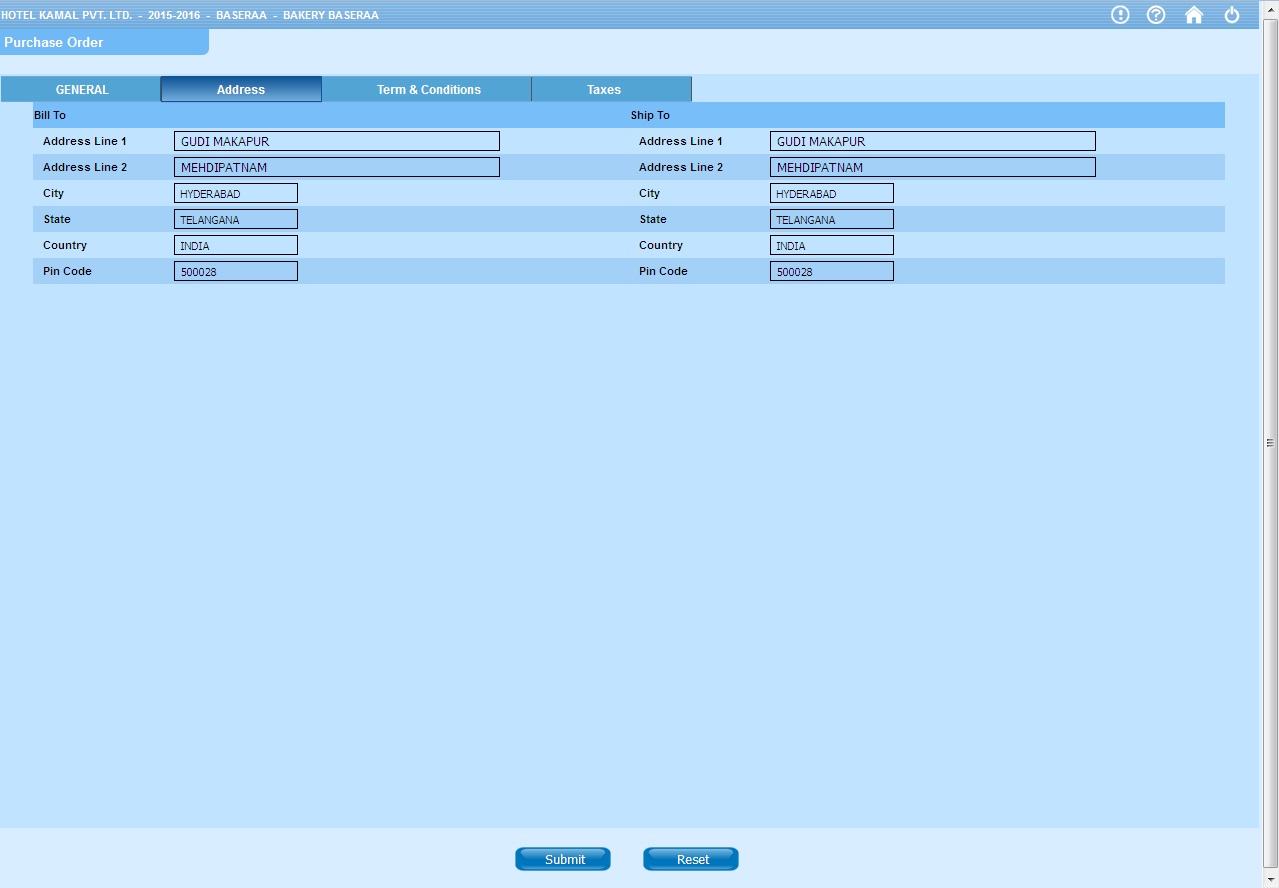 HOTEL KAMAL PVT. LTD. - 2015-2016 - BASERAA - BAKERY BASERAA
Purchase Order
GENERAL Address Term & Conditions Taxes
Bill To Ship To
Address Line 1 GUDI MAKAPUR Address Line 1 GUDI MAKAPUR
Address Line 2 MEHDIPATNAM Address Line 2 MEHDIPATNAM
City HYDERABAD City HYDERABAD
State TELANGANA State TELANGANA
Country INDIA Country INDIA
Pin Code 500028 Pin Code 500028
Submit Reset